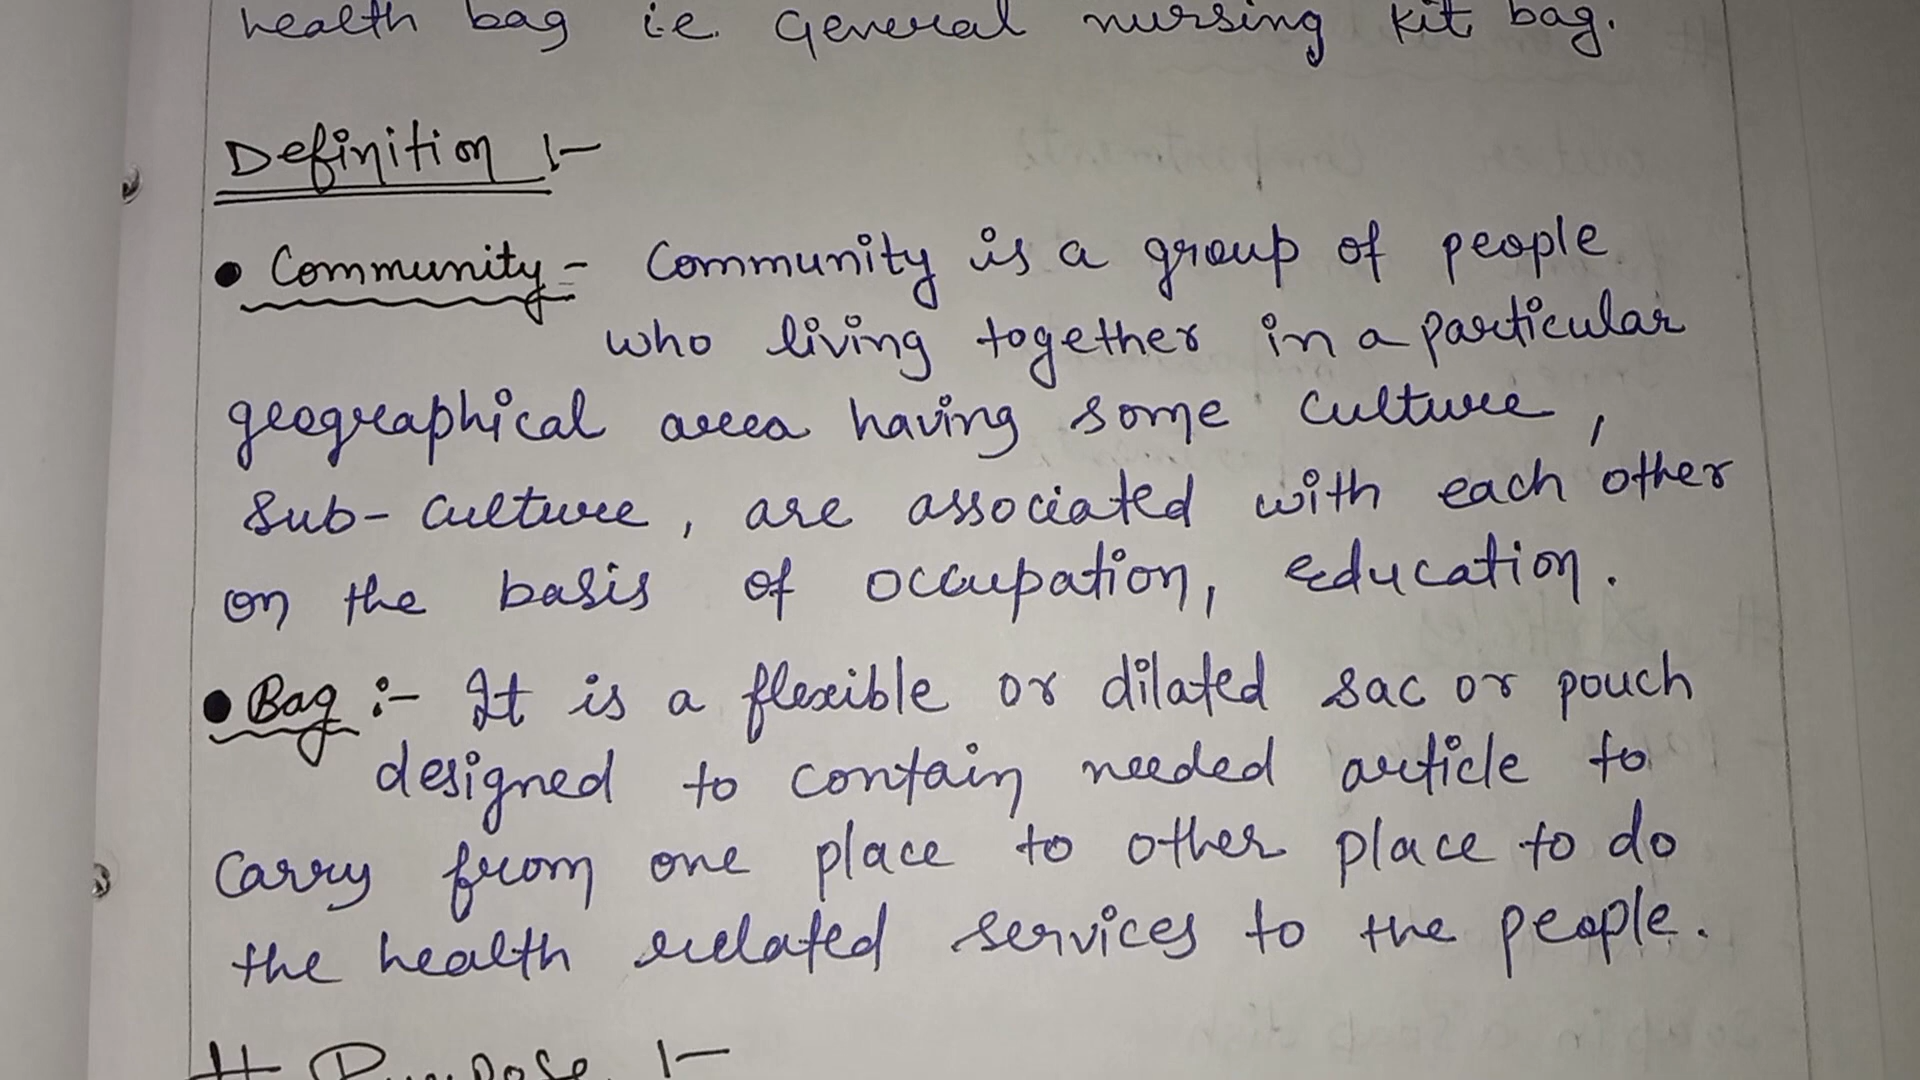 health bag i.e. General nursing kit bag.
Definition :-
• Community - Community is a group of people
who living together in a particular
geographical area having some culture,
Sub-culture, are associated with each other
on the basis of occupation, education.
• Bag :- It is a flexible or dilated sac or pouch
designed to contain needed article to
carry from one place to other place to do
the health related services to the people.
# Purpose :-